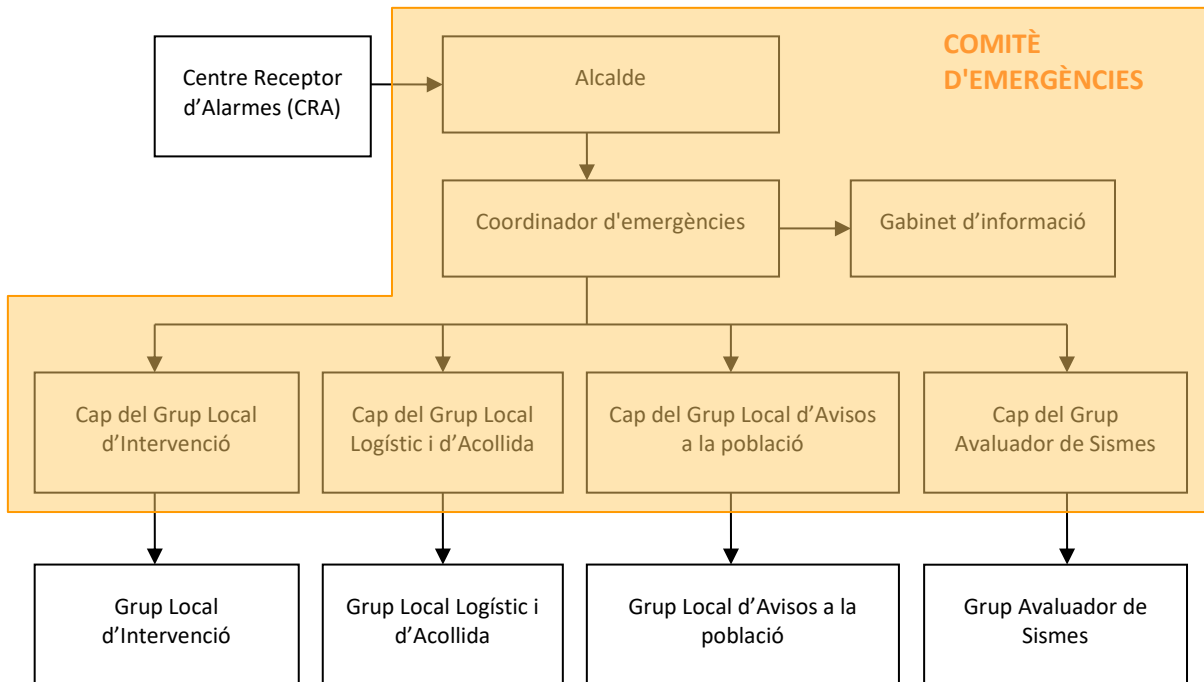 COMITÈ
D'EMERGÈNCIES
Centre Receptor
d’Alarmes (CRA)
Alcalde
Coordinador d'emergències
Gabinet d’informació
Cap del Grup Local
d’Intervenció
Cap del Grup Local
Logístic i d’Acollida
Cap del Grup Local d’Avisos
a la població
Cap del Grup
Avaluador de Sismes
Grup Local
d’Intervenció
Grup Local Logístic i
d’Acollida
Grup Local d’Avisos a la
població
Grup Avaluador de
Sismes